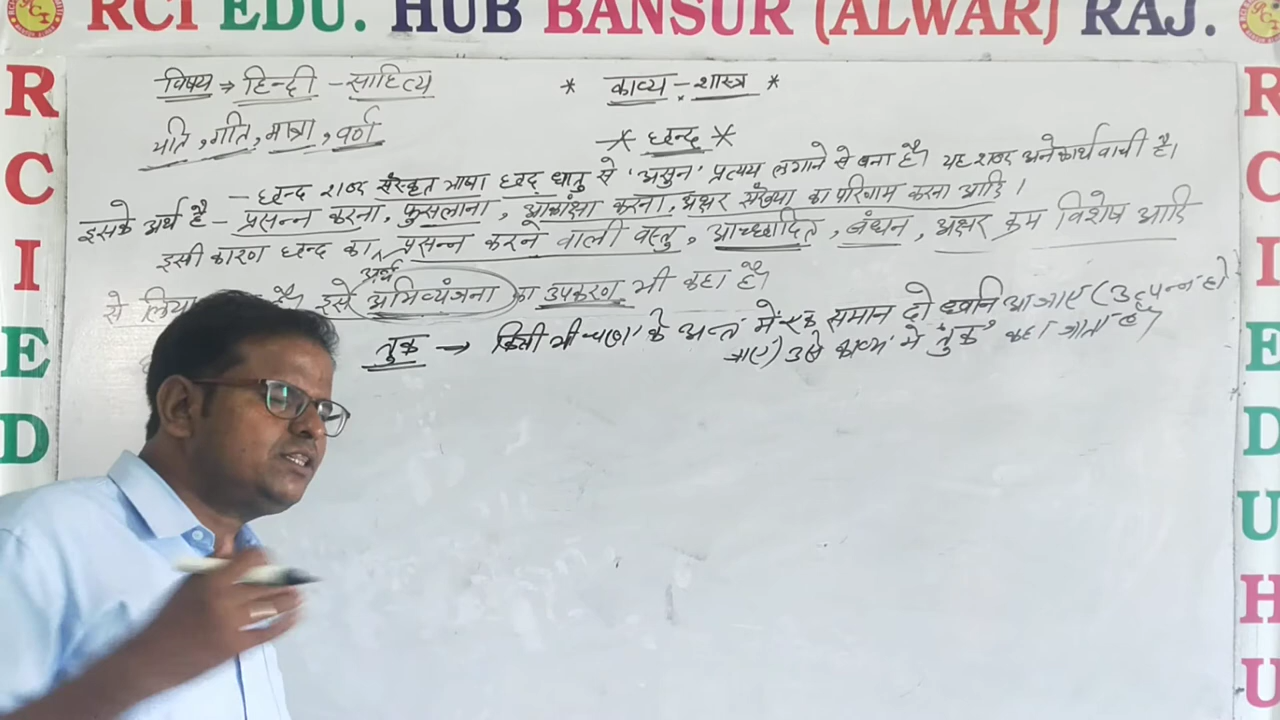 RCi EDU. HUB BANSUR (ALWAR) RAJ.
R C I E D
R C I E D U H U
विषय → हिन्दी - साहित्य
* काव्य - शास्त्र *
यति, गति, मात्रा, वर्ण
* छन्द *
- छन्द शब्द संस्कृत भाषा छद् धातु से 'असुन' प्रत्यय लगाने से बना है। यह शब्द अनेकार्थवाची है।
इसके अर्थ है - प्रसन्न करना, फुसलाना, आकांक्षा करना, अक्षर संख्या का परिणाम करना आदि।
इसी कारण छन्द का अर्थ प्रसन्न करने वाली वस्तु, आच्छादित, बंधन, अक्षर क्रम विशेष आदि
से लिया है। इसे अभिव्यंजना का उपकरण भी कहा है।
तुक → किसी भी चरण के अन्त में एक समान दो ध्वनि आ जाए (उत्पन्न हो
जाए) उसे काव्य में 'तुक' कहा जाता है।